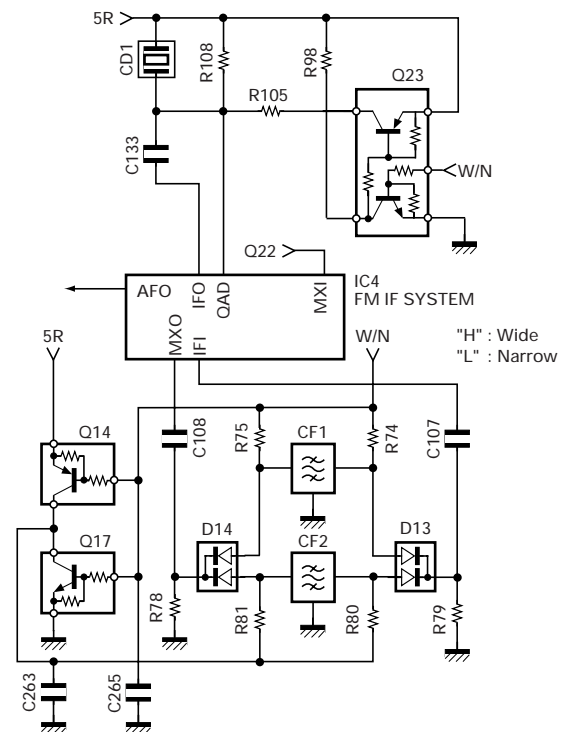 5R
CD1
R108
R98
Q23
R105
C133
W/N
Q22
IC4
FM IF SYSTEM
AFO
IFO
QAD
MXI
MXO
IFI
5R
W/N
"H" : Wide
"L" : Narrow
Q14
C108
R75
CF1
R74
C107
Q17
D14
CF2
D13
R78
R81
R80
R79
C263
C265